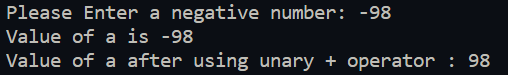 Please Enter a negative number: -98
Value of a is -98
Value of a after using unary + operator : 98